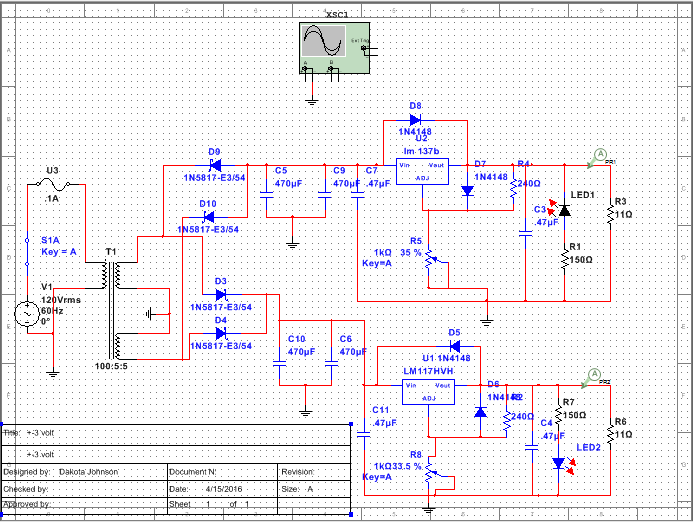 XSC1
Ext Trig
A
B
D8
1N4148
U2
lm 137b
Vin
Vout
ADJ
D9
1N5817-E3/54
D10
1N5817-E3/54
C5
470µF
C9
470µF
C7
.47µF
D7
1N4148
R4
240Ω
A
PR1
LED1
C3
.47µF
R3
11Ω
R1
150Ω
R5
1kΩ
35 %
Key=A
U3
.1A
S1A
Key = A
T1
V1
120Vrms
60Hz
0°
100:5:5
D3
1N5817-E3/54
D4
1N5817-E3/54
C10
470µF
C6
470µF
D5
U1
1N4148
LM117HVH
Vin
Vout
ADJ
D6
1N4148
R2
240Ω
A
PR2
R7
150Ω
C11
.47µF
C4
.47µF
R6
11Ω
LED2
R8
1kΩ
33.5 %
Key=A
Title: +-3 volt
+-3 volt
Designed by: Dakota Johnson
Document N:
Revision:
Checked by:
Date: 4/15/2016
Size: A
Approved by:
Sheet 1 of 1